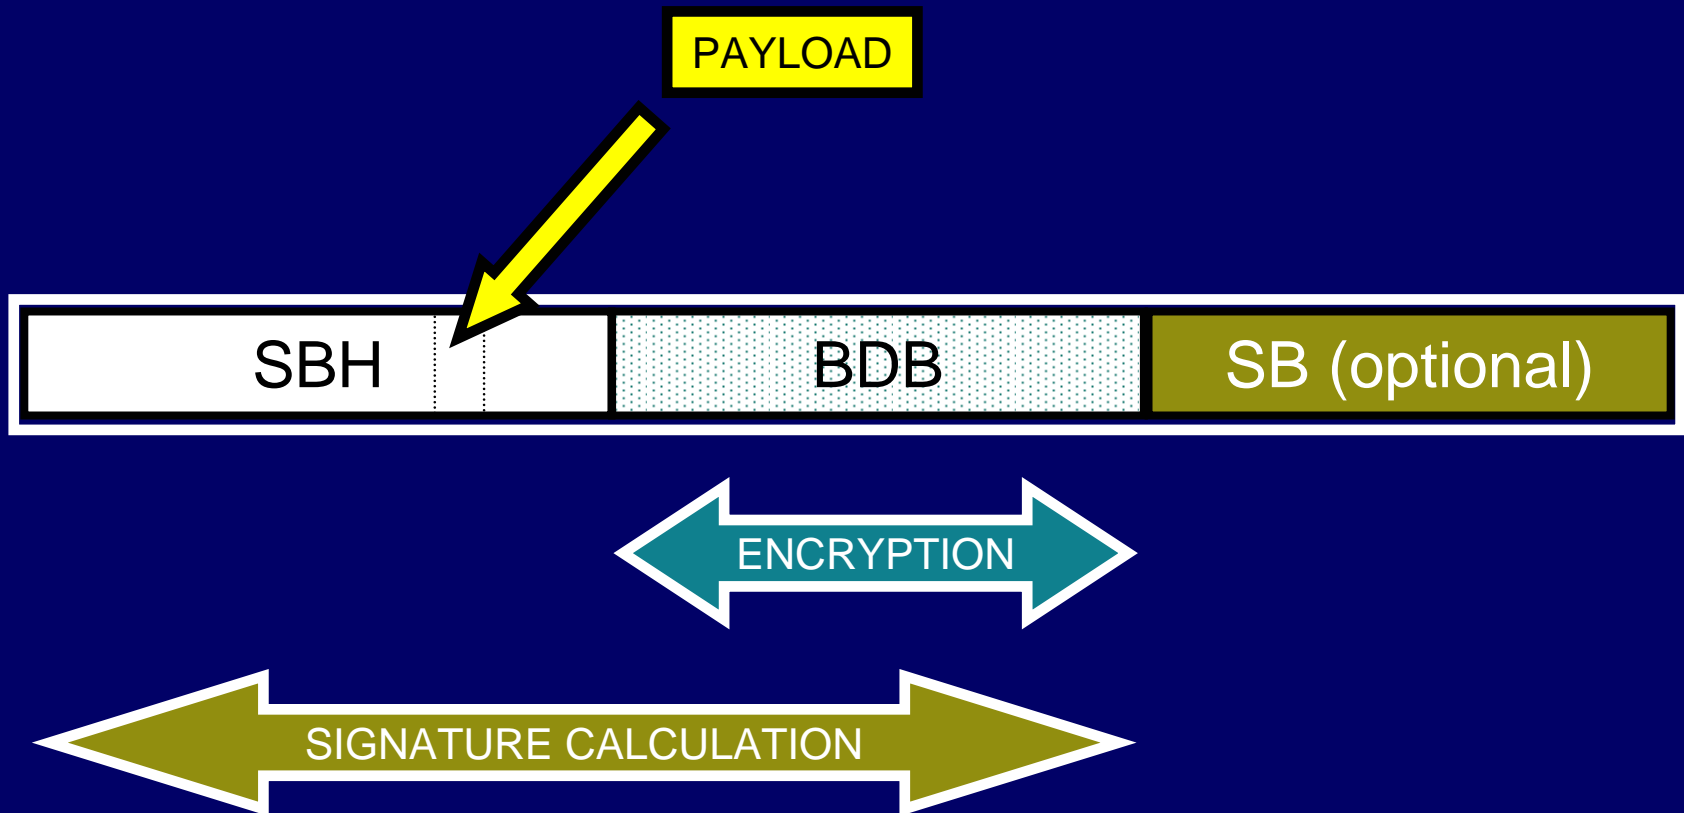 PAYLOAD
SBH BDB SB (optional)
ENCRYPTION
SIGNATURE CALCULATION